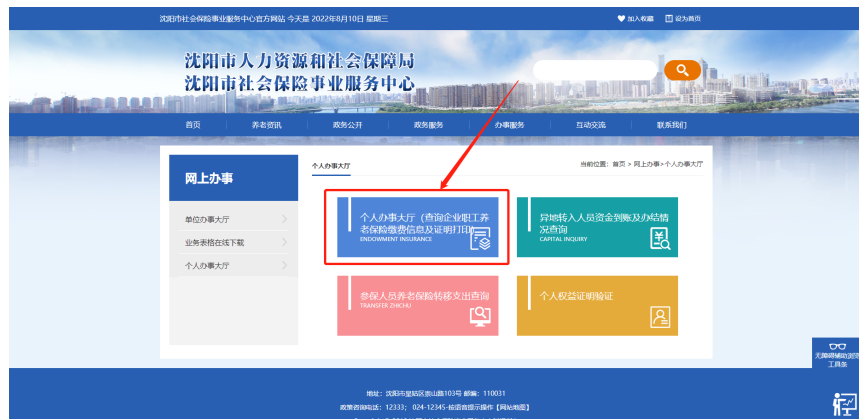 沈阳市社会保险事业服务中心官方网站 今天是 2022年8月10日 星期三
加入收藏 设为首页
沈阳市人力资源和社会保障局
沈阳市社会保险事业服务中心
首页 养老资讯 政务公开 政务服务 办事服务 互动交流 联系我们
网上办事
单位办事大厅
业务表格在线下载
个人办事大厅
个人办事大厅
当前位置: 首页 > 网上办事>个人办事大厅
个人办事大厅（查询企业职工养
老保险缴费信息及证明打印）
ENDOWMENT INSURANCE
异地转入人员资金到账及办结情
况查询
CAPITAL INQUIRY
参保人员养老保险转移支出查询
TRANSFER ZHICHU
个人权益证明验证
无障碍辅助浏览
工具条
地址: 沈阳市皇姑区崇山路103号 邮编: 110031
政策咨询电话: 12333; 024-12345-按语音提示操作【网站地图】